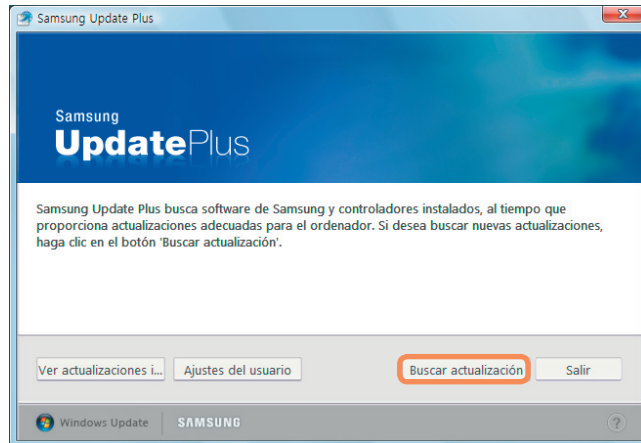 Samsung Update Plus
Samsung
UpdatePlus
Samsung Update Plus busca software de Samsung y controladores instalados, al tiempo que
proporciona actualizaciones adecuadas para el ordenador. Si desea buscar nuevas actualizaciones,
haga clic en el botón 'Buscar actualización'.
Ver actualizaciones i... Ajustes del usuario Buscar actualización Salir
Windows Update SAMSUNG ?